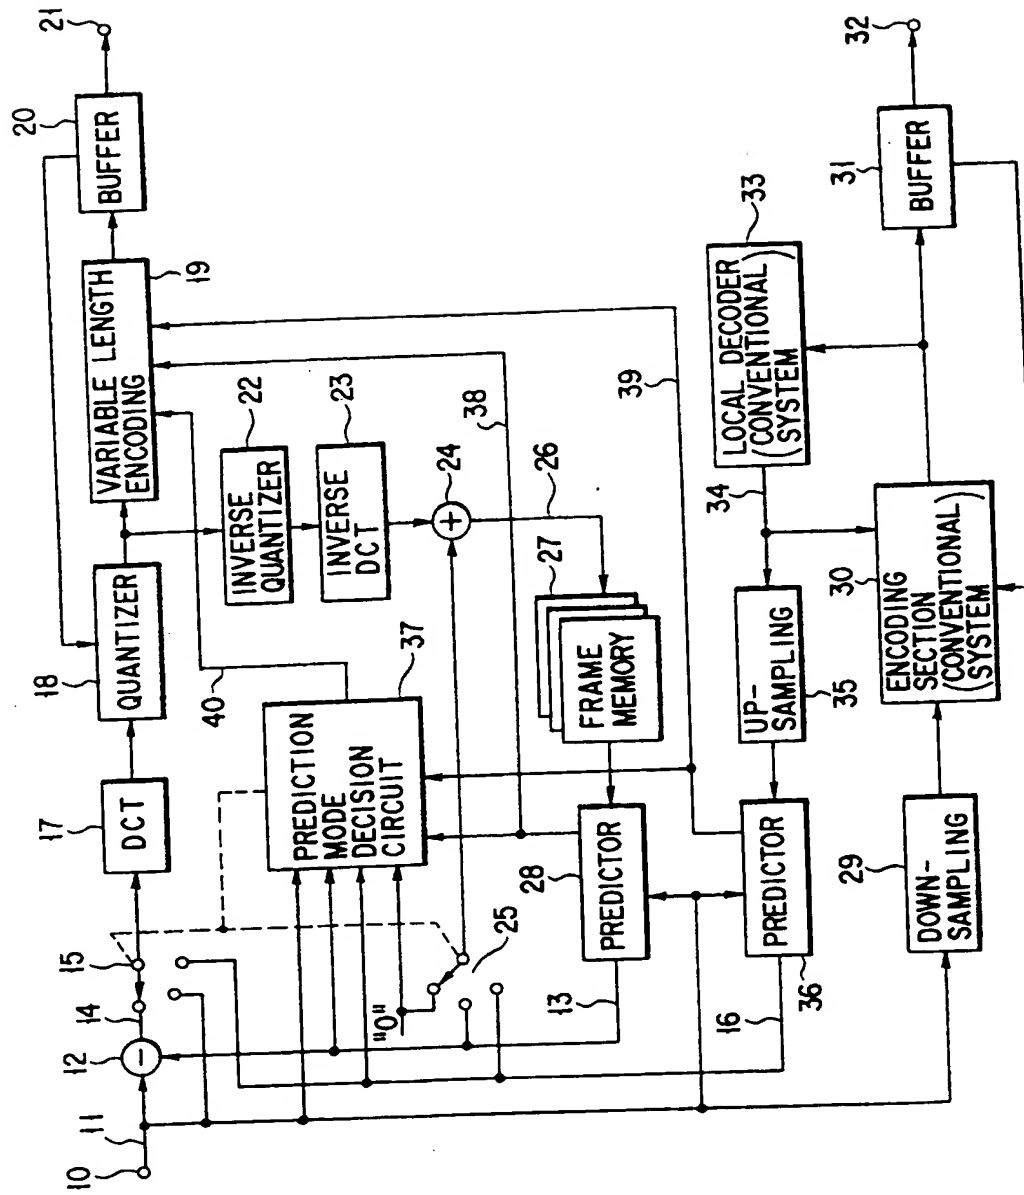 21
20
BUFFER
VARIABLE LENGTH
ENCODING
19
18
QUANTIZER
17
DCT
15
14
12
−
11
10
22
INVERSE
QUANTIZER
23
INVERSE
DCT
24
+
26
27
FRAME
MEMORY
40
37
PREDICTION
MODE
DECISION
CIRCUIT
38
39
25
"0"
28
PREDICTOR
13
16
PREDICTOR
36
UP-
SAMPLING
35
34
33
LOCAL DECODER
(CONVENTIONAL)
(SYSTEM)
32
31
BUFFER
30
ENCODING
SECTION
(CONVENTIONAL)
(SYSTEM)
29
DOWN-
SAMPLING